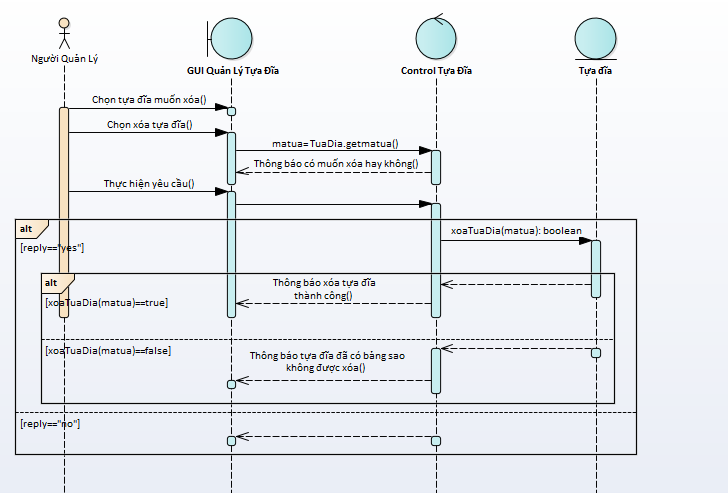 Người Quản Lý
GUI Quản Lý Tựa Đĩa
Control Tựa Đĩa
Tựa đĩa
Chọn tựa đĩa muốn xóa()
Chọn xóa tựa đĩa()
matua=TuaDia.getmatua()
Thông báo có muốn xóa hay không()
Thực hiện yêu cầu()
alt
[reply=="yes"]
xoaTuaDia(matua): boolean
alt
[xoaTuaDia(matua)==true]
Thông báo xóa tựa đĩa
thành công()
[xoaTuaDia(matua)==false]
Thông báo tựa đĩa đã có bảng sao
không được xóa()
[reply=="no"]